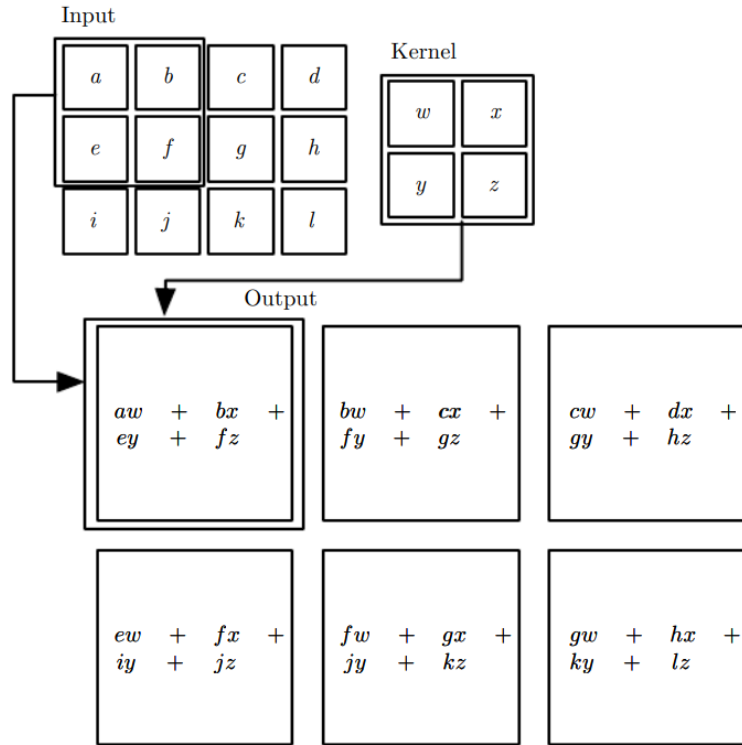 Input
Kernel
a b c d
w x
e f g h
y z
i j k l
Output
aw + bx +
ey + fz
bw + cx +
fy + gz
cw + dx +
gy + hz
ew + fx +
iy + jz
fw + gx +
jy + kz
gw + hx +
ky + lz